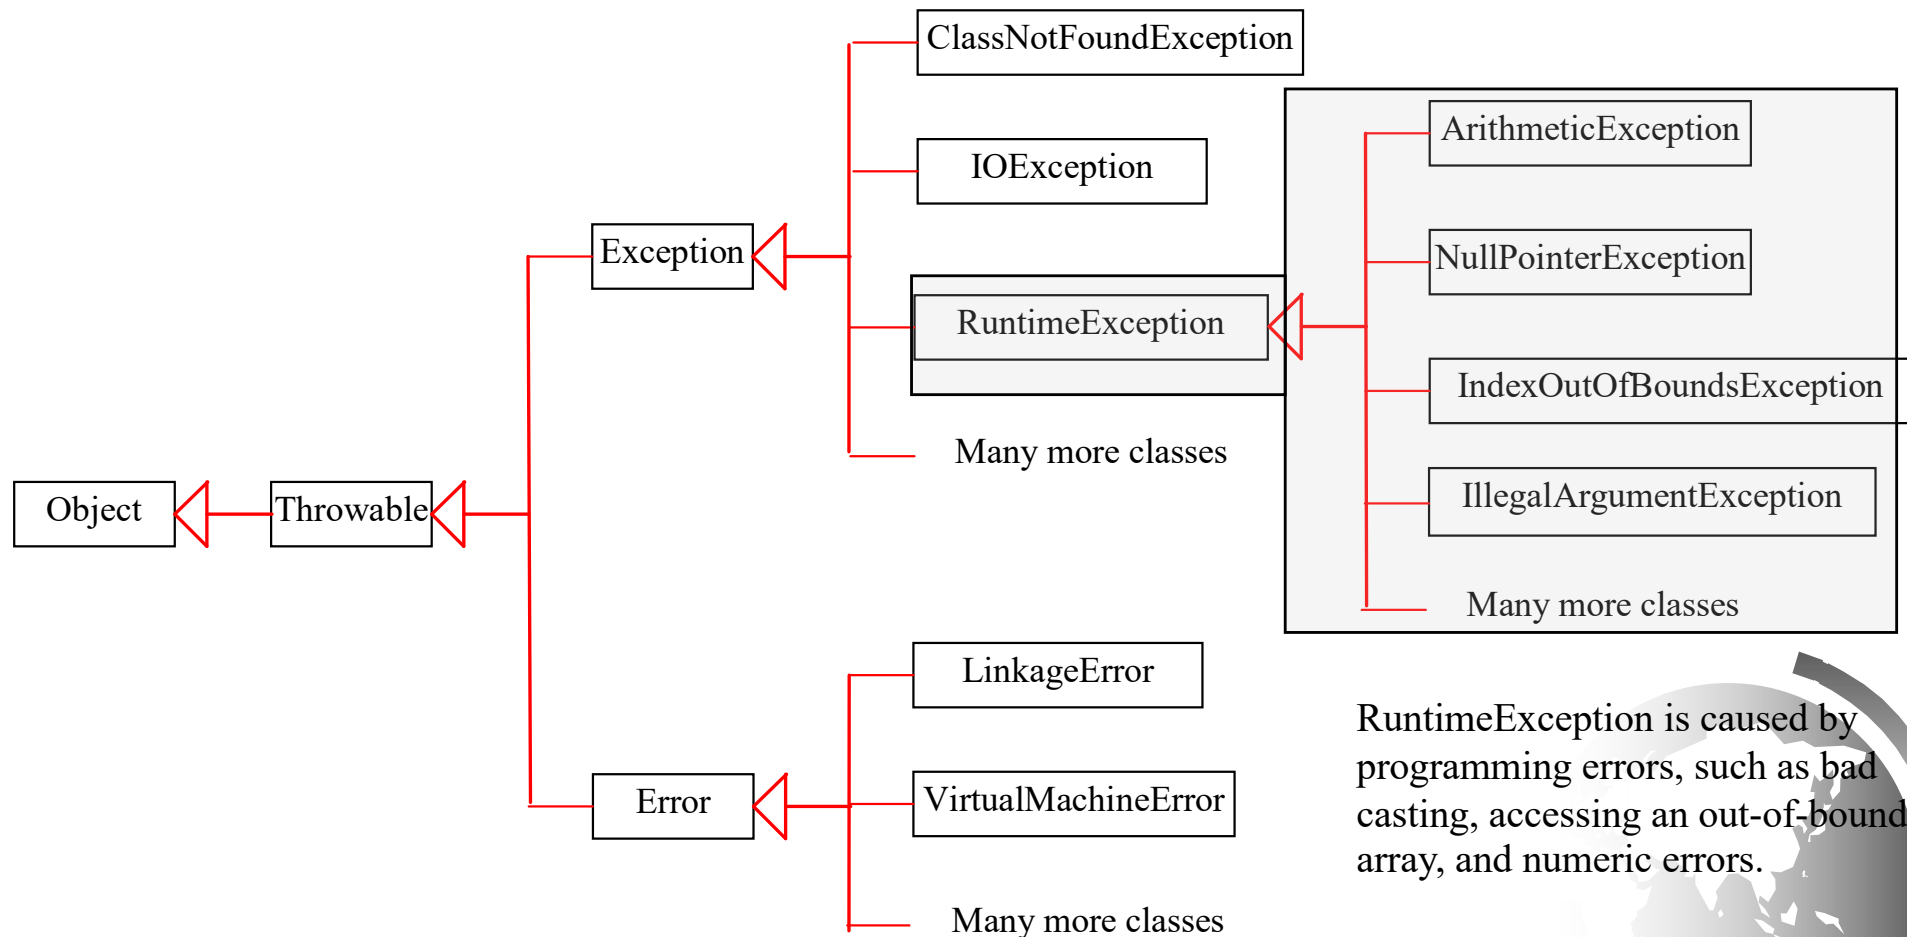 ClassNotFoundException
ArithmeticException
IOException
Exception
NullPointerException
RuntimeException
IndexOutOfBoundsException
Many more classes
Object
Throwable
IllegalArgumentException
Many more classes
LinkageError
Error
VirtualMachineError
Many more classes
RuntimeException is caused by
programming errors, such as bad
casting, accessing an out-of-bound
array, and numeric errors.